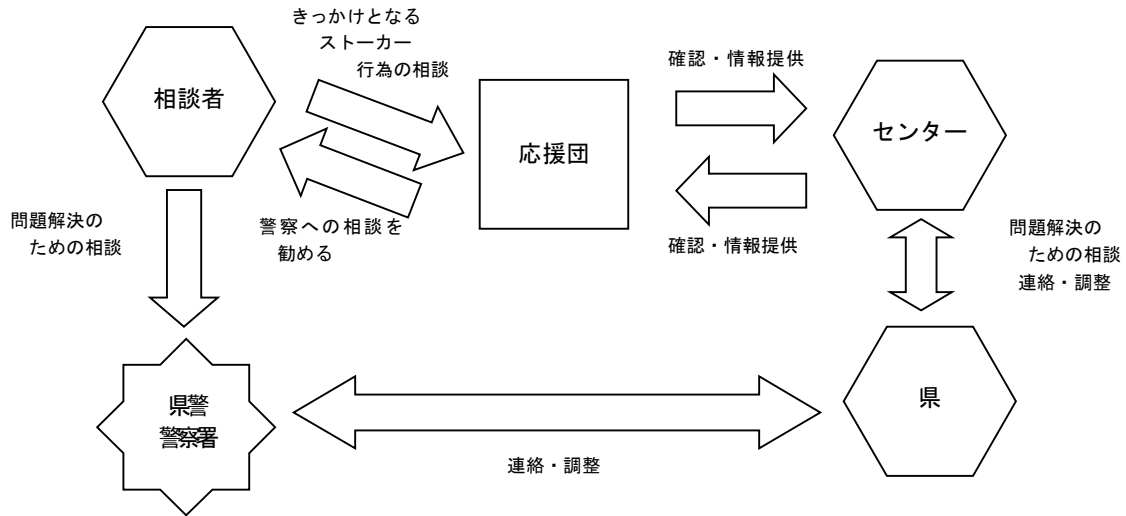 きっかけとなる
ストーカー
行為の相談
相談者
応援団
確認・情報提供
センター
問題解決の
ための相談
警察への相談を
勧める
確認・情報提供
問題解決の
ための相談
連絡・調整
県警
警察署
連絡・調整
県